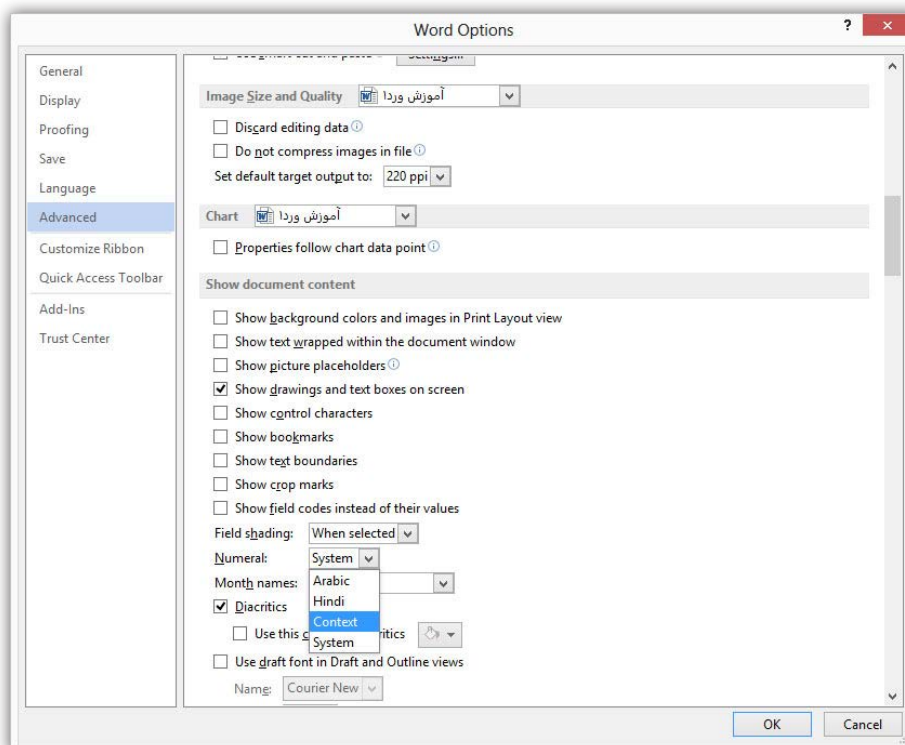 Word Options
?
General
Display
Proofing
Save
Language
Advanced
Customize Ribbon
Quick Access Toolbar
Add-Ins
Trust Center
Image Size and Quality آموزش ورد1
Discard editing data
Do not compress images in file
Set default target output to: 220 ppi
Chart آموزش ورد1
Properties follow chart data point
Show document content
Show background colors and images in Print Layout view
Show text wrapped within the document window
Show picture placeholders
Show drawings and text boxes on screen
Show control characters
Show bookmarks
Show text boundaries
Show crop marks
Show field codes instead of their values
Field shading: When selected
Numeral: System
Arabic
Hindi
Context
System
Month names:
Diacritics
Use this
Use draft font in Draft and Outline views
Name: Courier New
OK Cancel